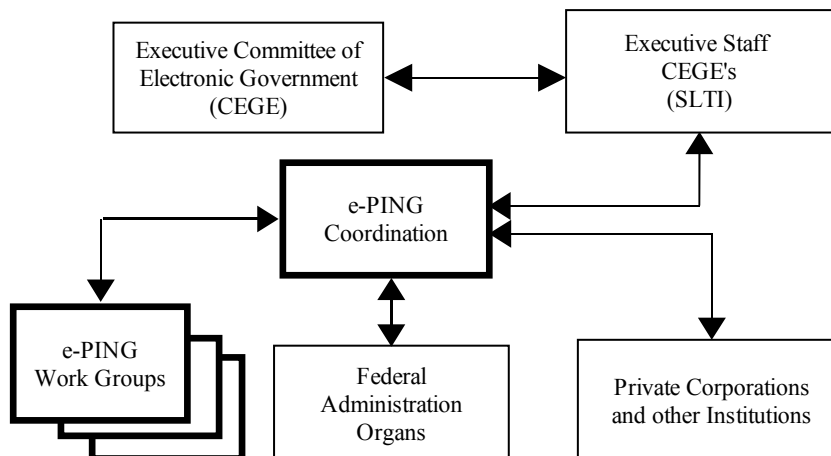 Executive Committee of
Electronic Government
(CEGE)
Executive Staff
CEGE's
(SLTI)
e-PING
Coordination
e-PING
Work Groups
Federal
Administration
Organs
Private Corporations
and other Institutions